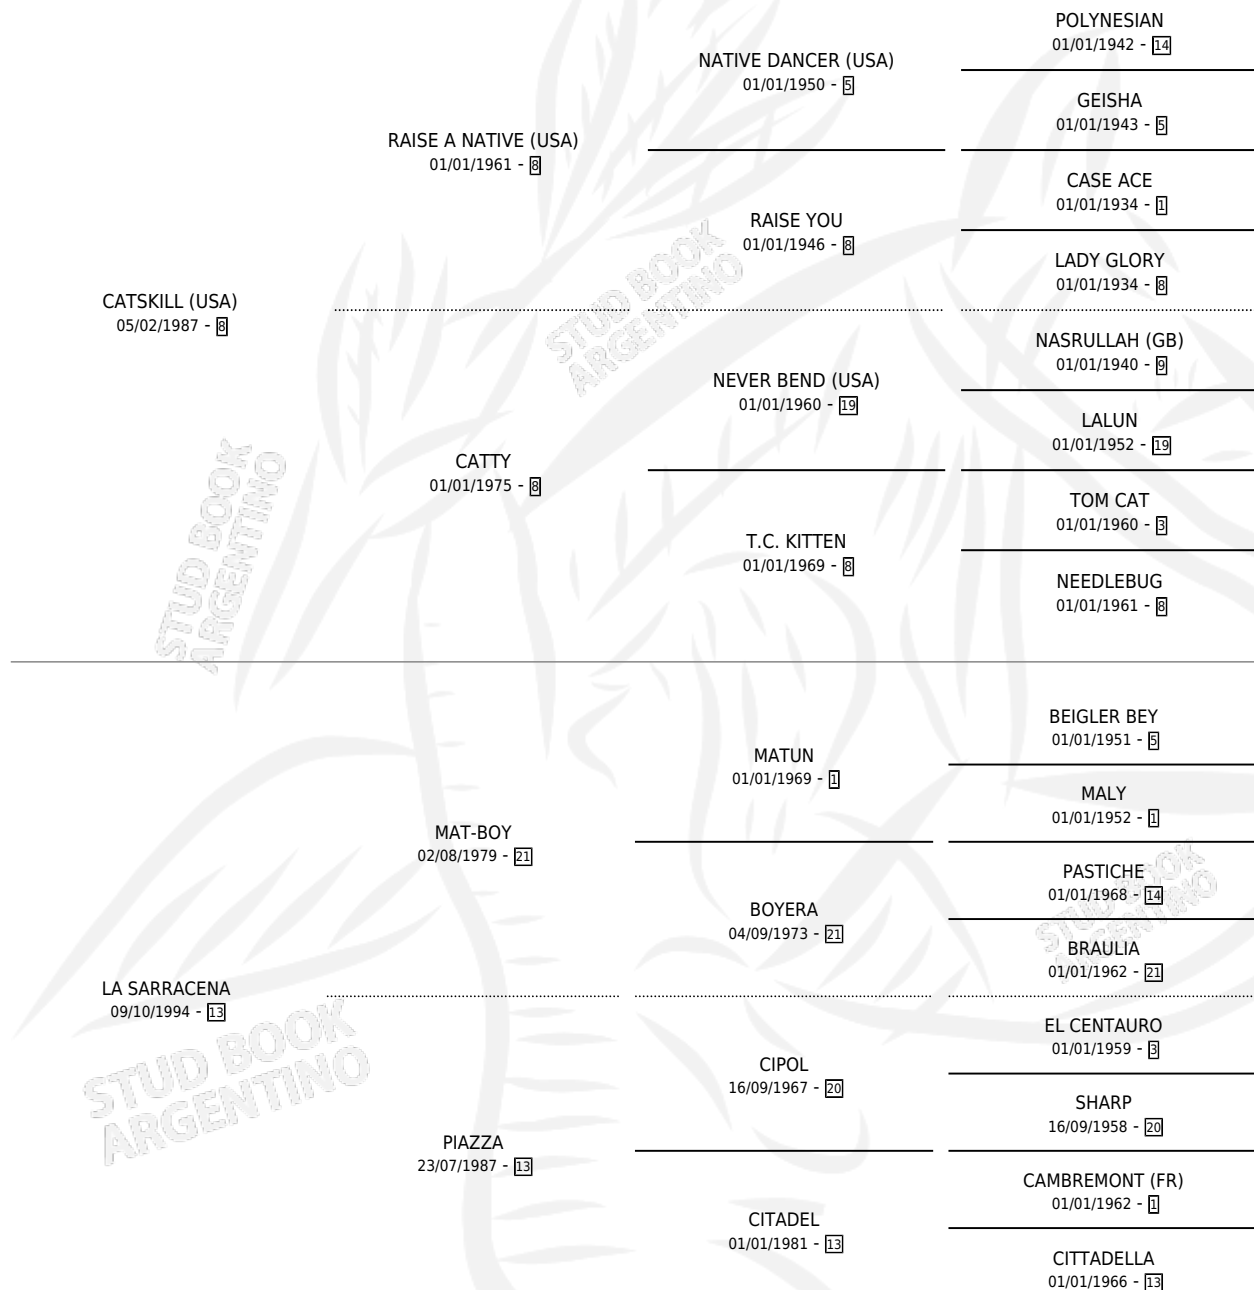 POLYNESIAN
01/01/1942 - 14
NATIVE DANCER (USA)
01/01/1950 - 5
GEISHA
01/01/1943 - 5
RAISE A NATIVE (USA)
01/01/1961 - 8
CASE ACE
01/01/1934 - 1
RAISE YOU
01/01/1946 - 8
LADY GLORY
01/01/1934 - 8
CATSKILL (USA)
05/02/1987 - 8
NASRULLAH (GB)
01/01/1940 - 9
NEVER BEND (USA)
01/01/1960 - 19
LALUN
01/01/1952 - 19
CATTY
01/01/1975 - 8
TOM CAT
01/01/1960 - 3
T.C. KITTEN
01/01/1969 - 8
NEEDLEBUG
01/01/1961 - 8
BEIGLER BEY
01/01/1951 - 5
MATUN
01/01/1969 - 1
MALY
01/01/1952 - 1
MAT-BOY
02/08/1979 - 21
PASTICHE
01/01/1968 - 14
BOYERA
04/09/1973 - 21
BRAULIA
01/01/1962 - 21
LA SARRACENA
09/10/1994 - 13
EL CENTAURO
01/01/1959 - 3
CIPOL
16/09/1967 - 20
SHARP
16/09/1958 - 20
PIAZZA
23/07/1987 - 13
CAMBREMONT (FR)
01/01/1962 - 1
CITADEL
01/01/1981 - 13
CITTADELLA
01/01/1966 - 13
STUD BOOK
ARGENTINO
STUD BOOK
ARGENTINO
STUD BOOK
ARGENTINO
STUD BOOK
ARGENTINO